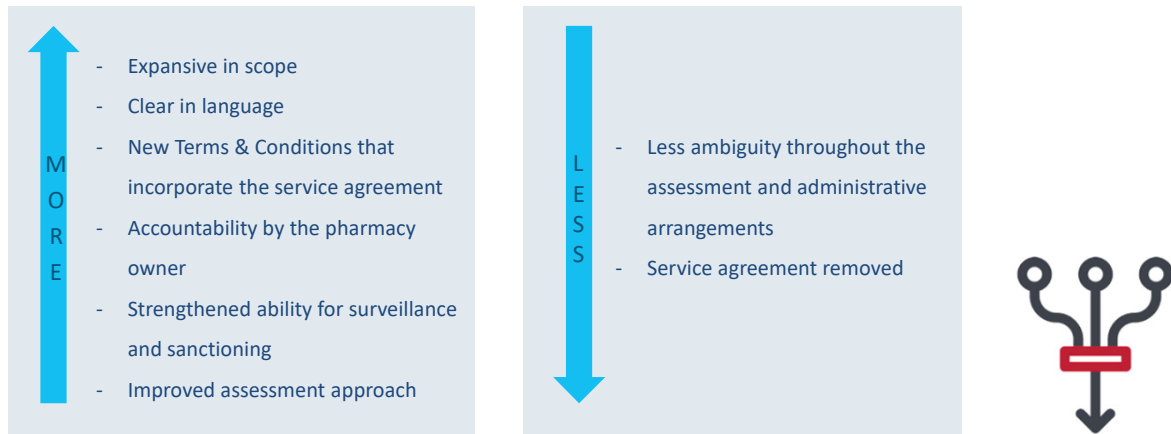 MORE
- Expansive in scope
- Clear in language
- New Terms & Conditions that
incorporate the service agreement
- Accountability by the pharmacy
owner
- Strengthened ability for surveillance
and sanctioning
- Improved assessment approach
LESS
- Less ambiguity throughout the
assessment and administrative
arrangements
- Service agreement removed